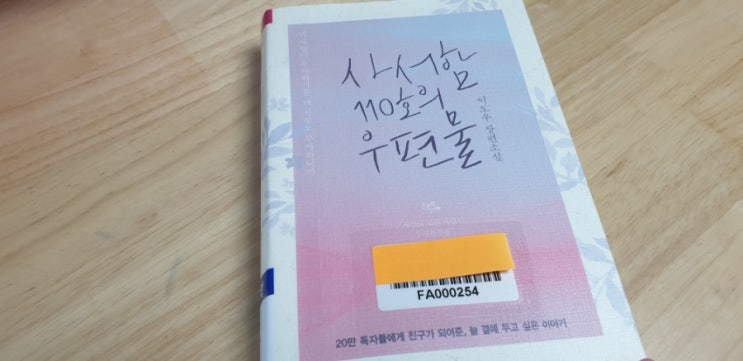 사서함
110호의
우편물
이도우 장편소설
FA000254
20만 독자들에게 친구가 되어준, 늘 곁에 두고 싶은 이야기